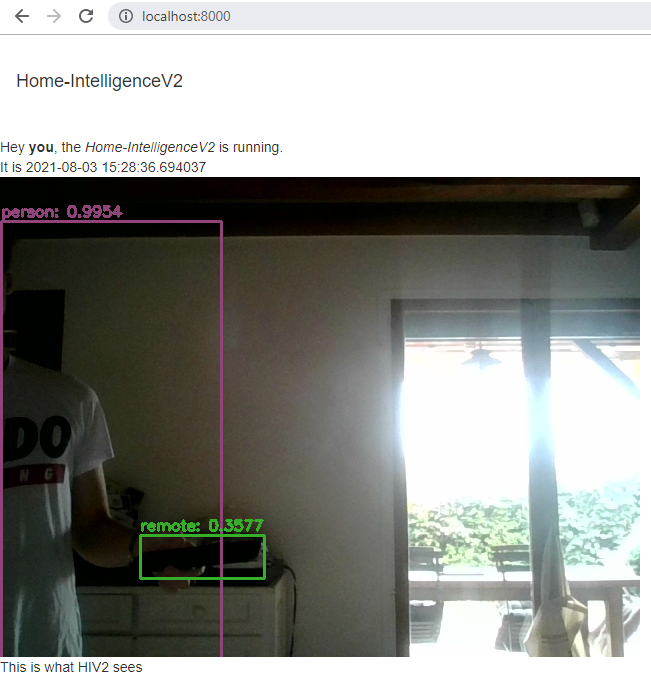 localhost:8000
Home-IntelligenceV2
Hey you, the Home-IntelligenceV2 is running.
It is 2021-08-03 15:28:36.694037
person: 0.9954
DO
N G
remote: 0.3577
This is what HIV2 sees